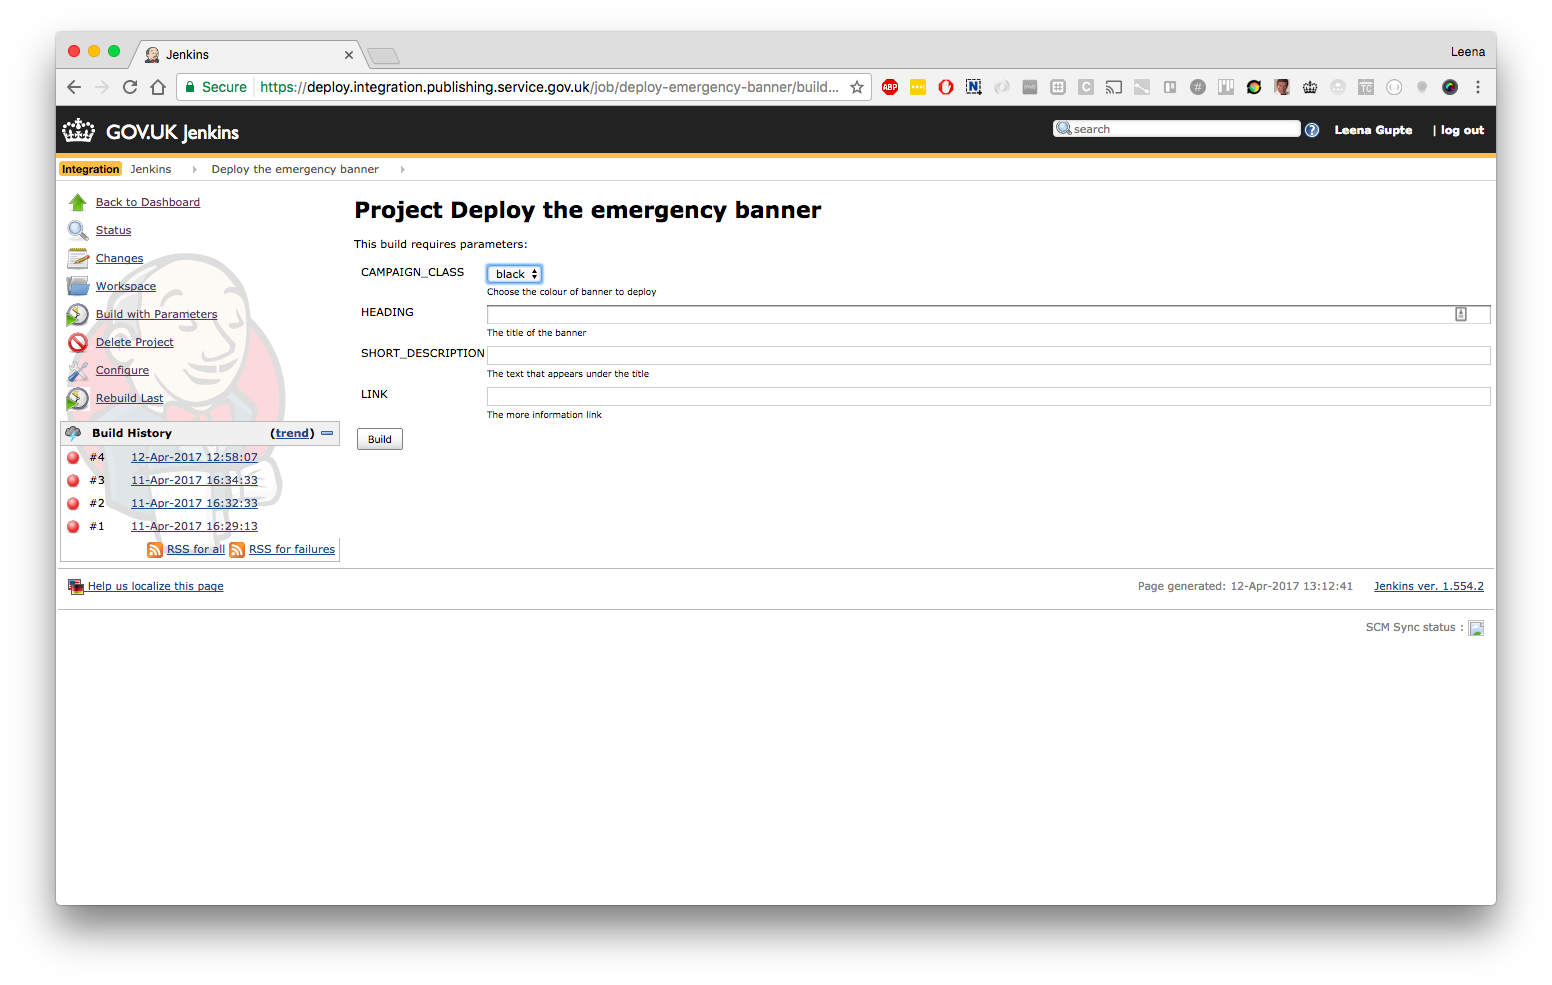 Jenkins
Leena
Secure https://deploy.integration.publishing.service.gov.uk/job/deploy-emergency-banner/build...
GOV.UK Jenkins
search
Leena Gupte | log out
Integration Jenkins Deploy the emergency banner
Back to Dashboard
Status
Changes
Workspace
Build with Parameters
Delete Project
Configure
Rebuild Last
Build History (trend)
#4 12-Apr-2017 12:58:07
#3 11-Apr-2017 16:34:33
#2 11-Apr-2017 16:32:33
#1 11-Apr-2017 16:29:13
RSS for all RSS for failures
Project Deploy the emergency banner
This build requires parameters:
CAMPAIGN_CLASS black
Choose the colour of banner to deploy
HEADING
The title of the banner
SHORT_DESCRIPTION
The text that appears under the title
LINK
The more information link
Build
Help us localize this page
Page generated: 12-Apr-2017 13:12:41 Jenkins ver. 1.554.2
SCM Sync status :